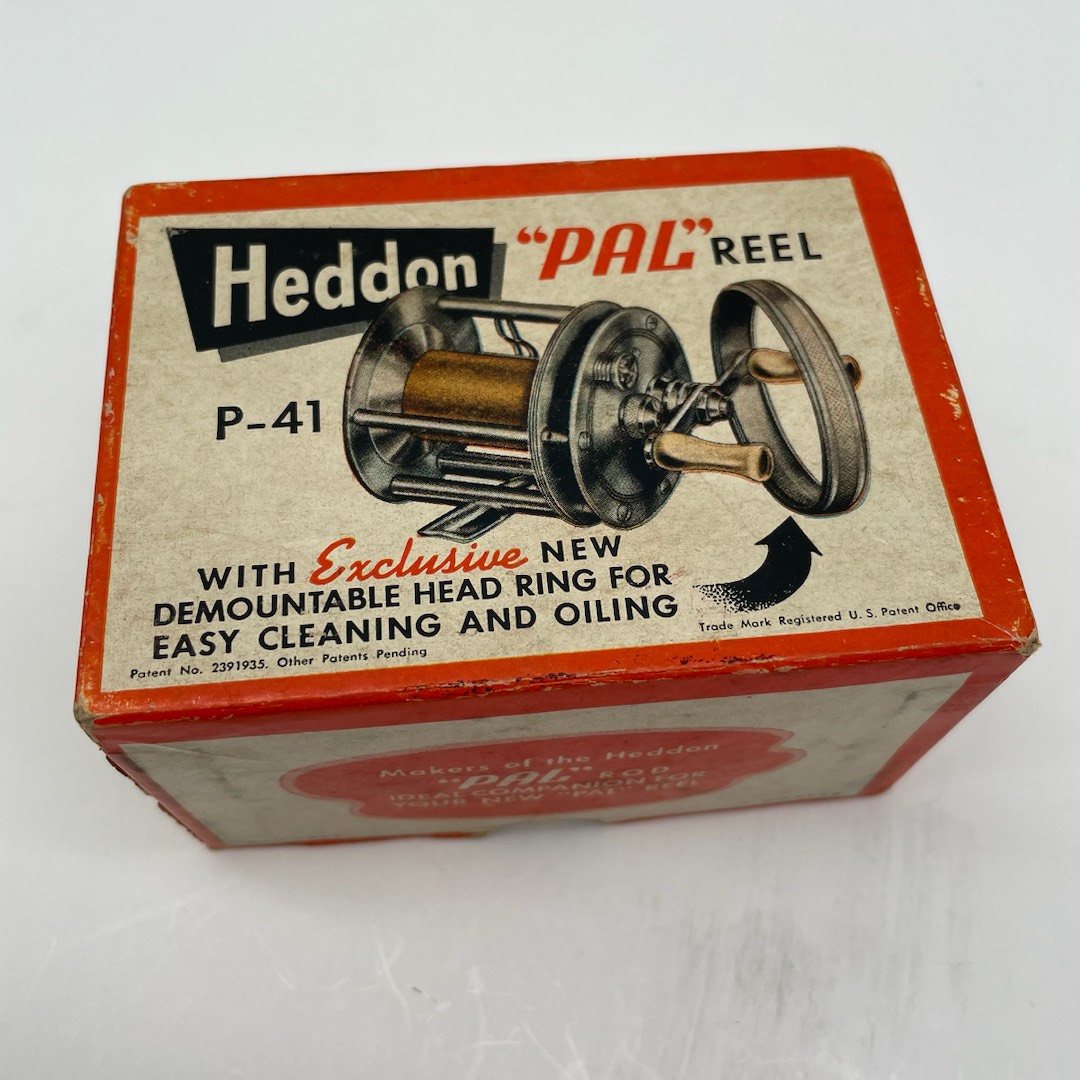 Heddon "PAL" REEL
P-41
WITH Exclusive NEW
DEMOUNTABLE HEAD RING FOR
EASY CLEANING AND OILING
Patent No. 2391935. Other Patents Pending
Trade Mark Registered U. S. Patent Office
Makers of the Heddon
"PAL" ROD
IDEAL COMPANION FOR
YOUR NEW "PAL" REEL